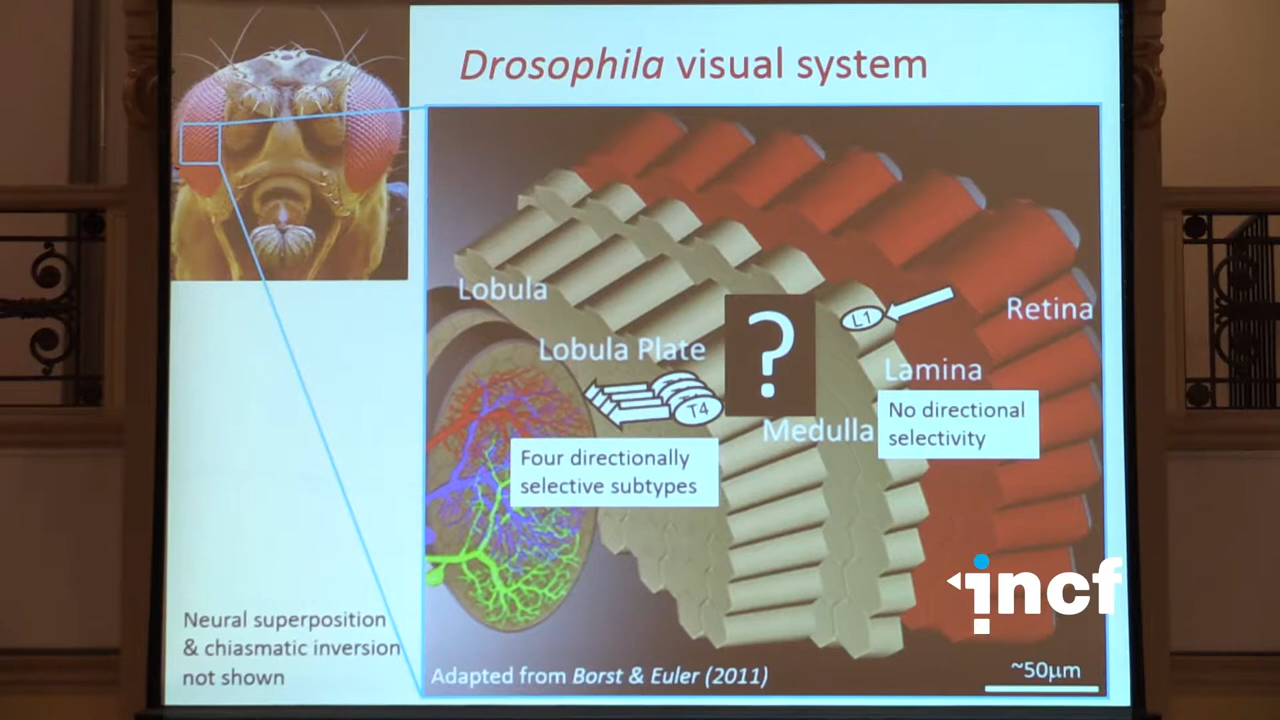 Drosophila visual system
Lobula
Lobula Plate
?
L1
Retina
Lamina
T4
No directional
selectivity
Medulla
Four directionally
selective subtypes
incf
Neural superposition
& chiasmatic inversion
not shown
Adapted from Borst & Euler (2011)
~50µm